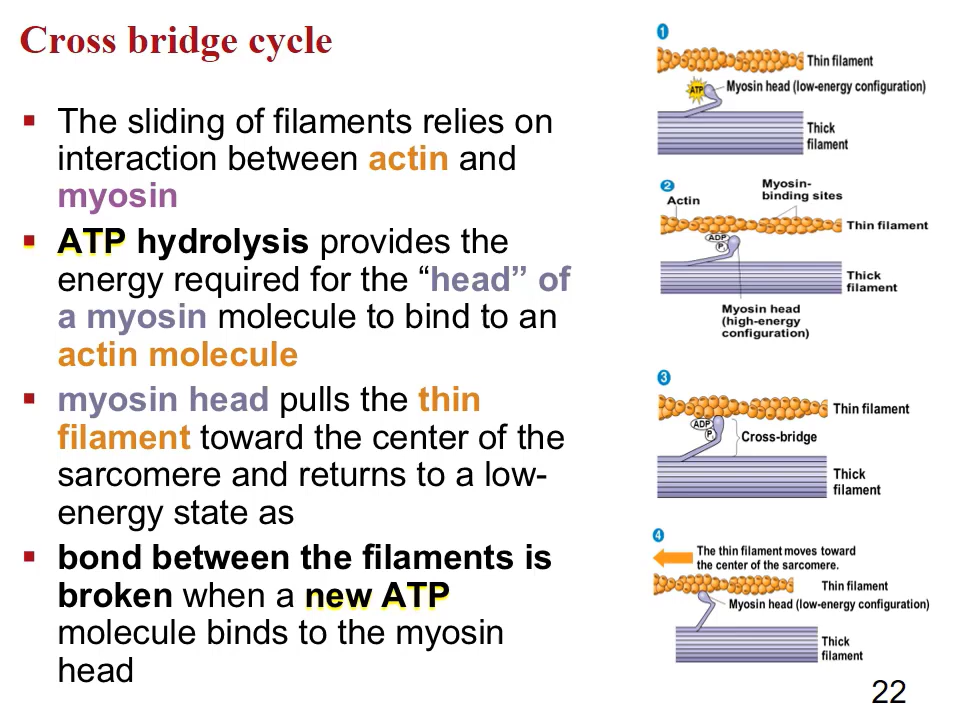 Cross bridge cycle
▪ The sliding of filaments relies on
interaction between actin and
myosin
▪ ATP hydrolysis provides the
energy required for the “head” of
a myosin molecule to bind to an
actin molecule
▪ myosin head pulls the thin
filament toward the center of the
sarcomere and returns to a low-
energy state as
▪ bond between the filaments is
broken when a new ATP
molecule binds to the myosin
head
1
Thin filament
ATP
Myosin head (low-energy configuration)
Thick
filament
2
Actin
Myosin-
binding sites
Thin filament
ADP
Pi
Thick
filament
Myosin head
(high-energy
configuration)
3
Thin filament
ADP
Pi
Cross-bridge
Thick
filament
4
The thin filament moves toward
the center of the sarcomere.
Thin filament
Myosin head (low-energy configuration)
Thick
filament
22